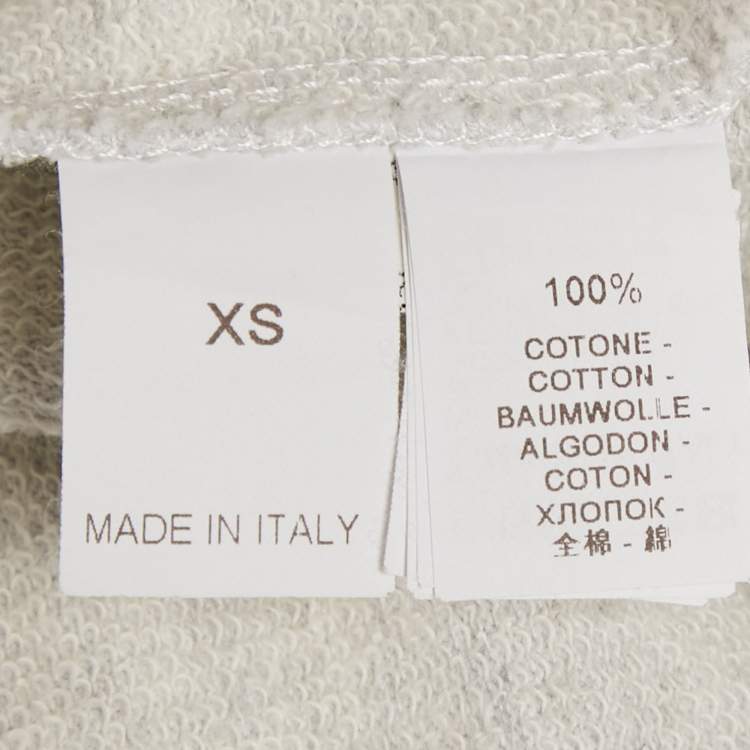 XS
MADE IN ITALY
100%
COTONE -
COTTON -
BAUMWOLLE -
ALGODON -
COTON -
ХЛОПОК -
全棉 - 綿